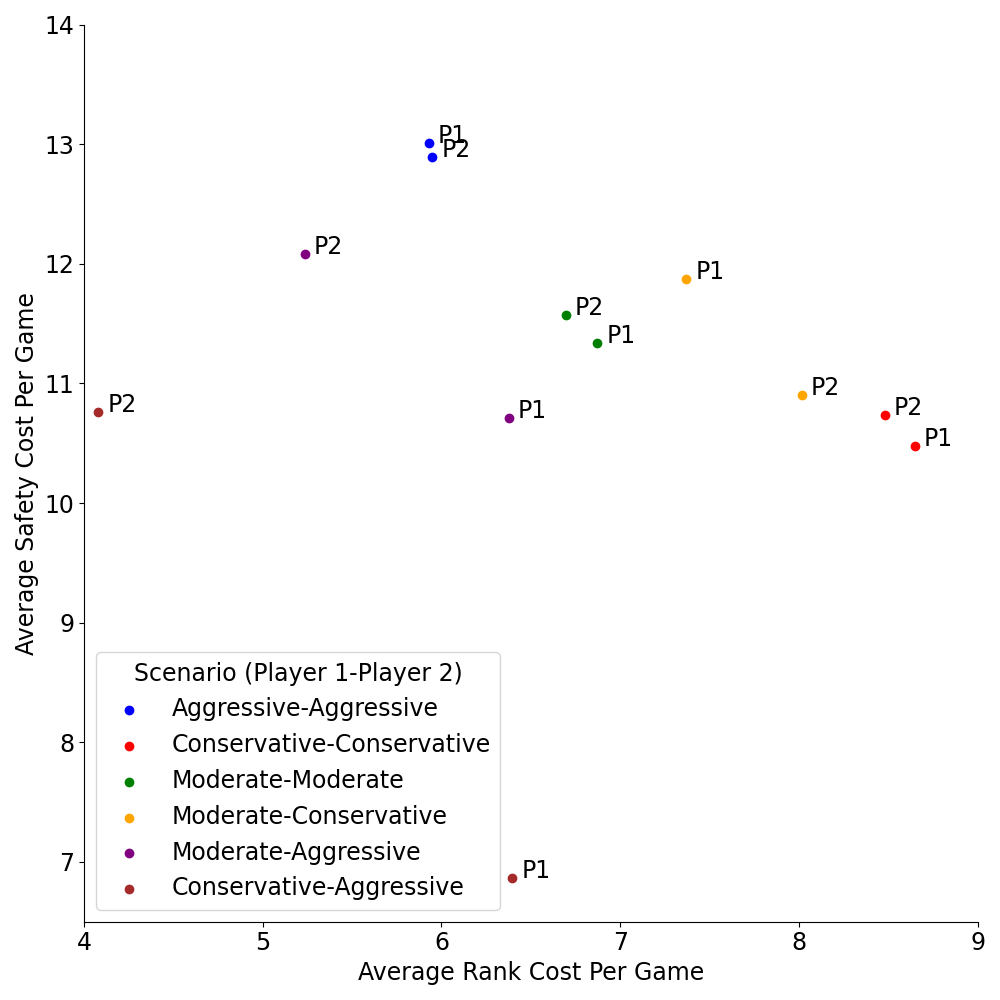 14
13
12
11
10
9
8
7
Average Safety Cost Per Game
P1
P2
P2
P1
P2
P1
P2
P2
P2
P1
P1
P1
Scenario (Player 1-Player 2)
Aggressive-Aggressive
Conservative-Conservative
Moderate-Moderate
Moderate-Conservative
Moderate-Aggressive
Conservative-Aggressive
4 5 6 7 8 9
Average Rank Cost Per Game